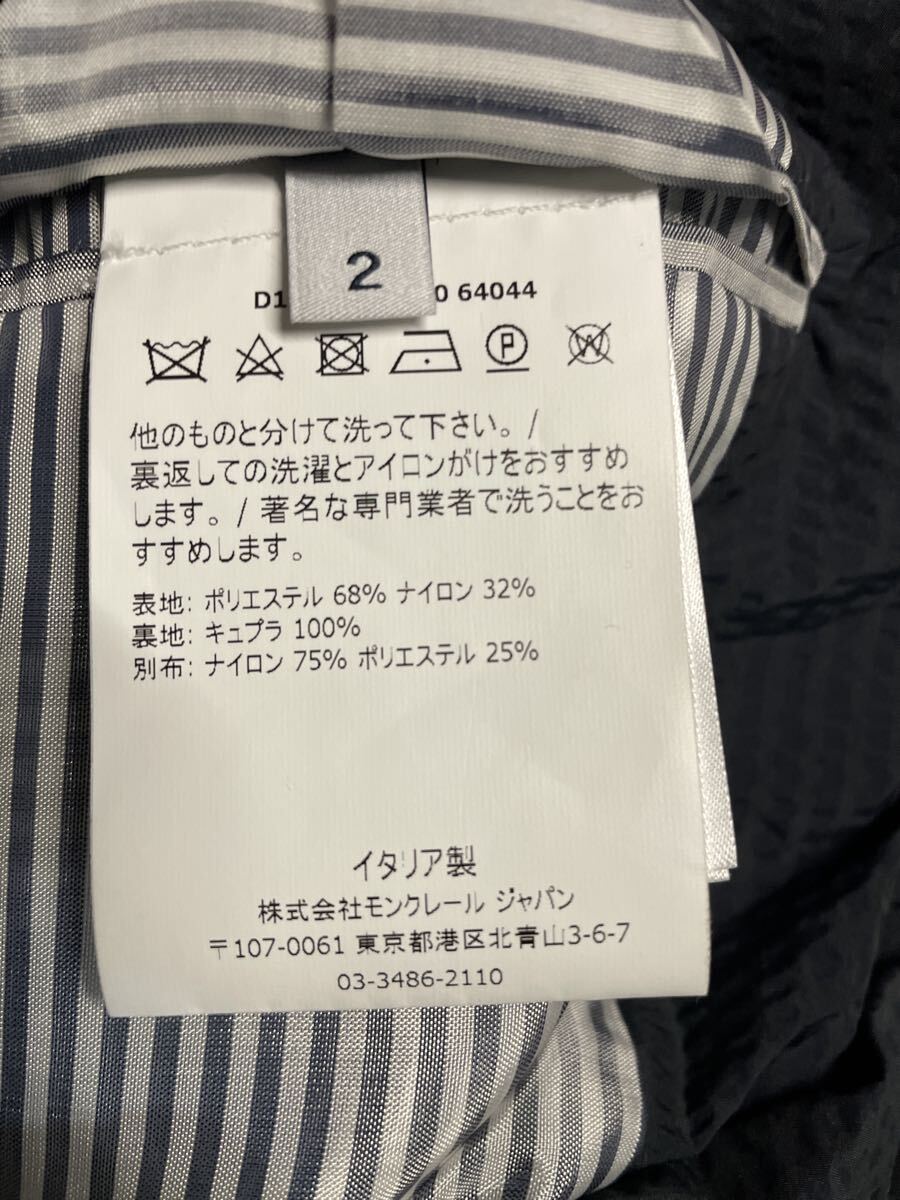 2
D1 0 64044
P
W
他のものと分けて洗って下さい。/
裏返しての洗濯とアイロンがけをおすすめ
します。/ 著名な専門業者で洗うことをお
すすめします。
表地: ポリエステル 68% ナイロン 32%
裏地: キュプラ 100%
別布: ナイロン 75% ポリエステル 25%
イタリア製
株式会社モンクレール ジャパン
〒107-0061 東京都港区北青山3-6-7
03-3486-2110